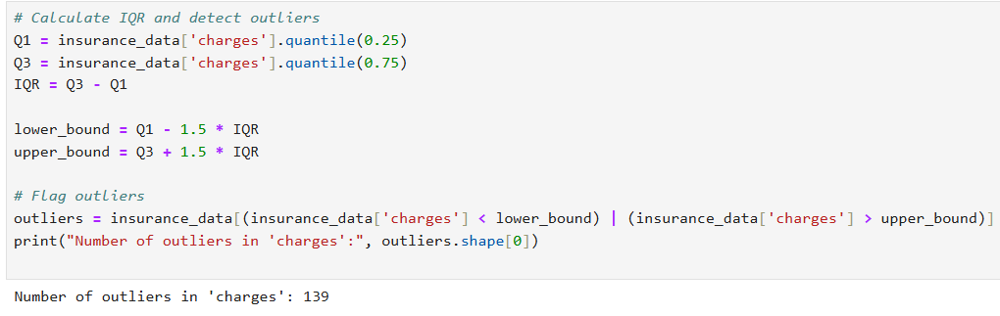 # Calculate IQR and detect outliers
Q1 = insurance_data['charges'].quantile(0.25)
Q3 = insurance_data['charges'].quantile(0.75)
IQR = Q3 - Q1
lower_bound = Q1 - 1.5 * IQR
upper_bound = Q3 + 1.5 * IQR
# Flag outliers
outliers = insurance_data[(insurance_data['charges'] < lower_bound) | (insurance_data['charges'] > upper_bound)]
print("Number of outliers in 'charges':", outliers.shape[0])
Number of outliers in 'charges': 139